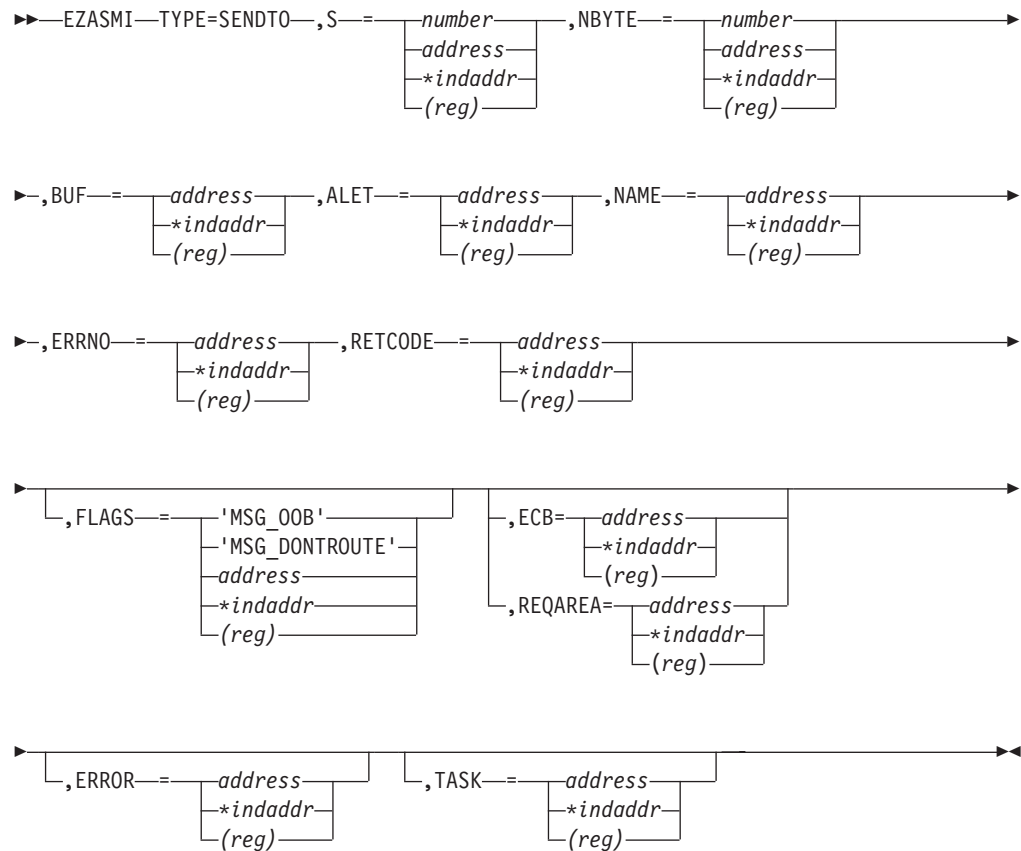 EZASMI TYPE=SENDTO ,S = number ,NBYTE = number
address address
*indaddr *indaddr
(reg) (reg)
,BUF = address ,ALET = address ,NAME = address
*indaddr *indaddr *indaddr
(reg) (reg) (reg)
,ERRNO = address ,RETCODE = address
*indaddr *indaddr
(reg) (reg)
,FLAGS = 'MSG_OOB' ,ECB= address
'MSG_DONTROUTE' *indaddr
address (reg)
*indaddr ,REQAREA= address
(reg) *indaddr
(reg)
,ERROR = address ,TASK = address
*indaddr *indaddr
(reg) (reg)